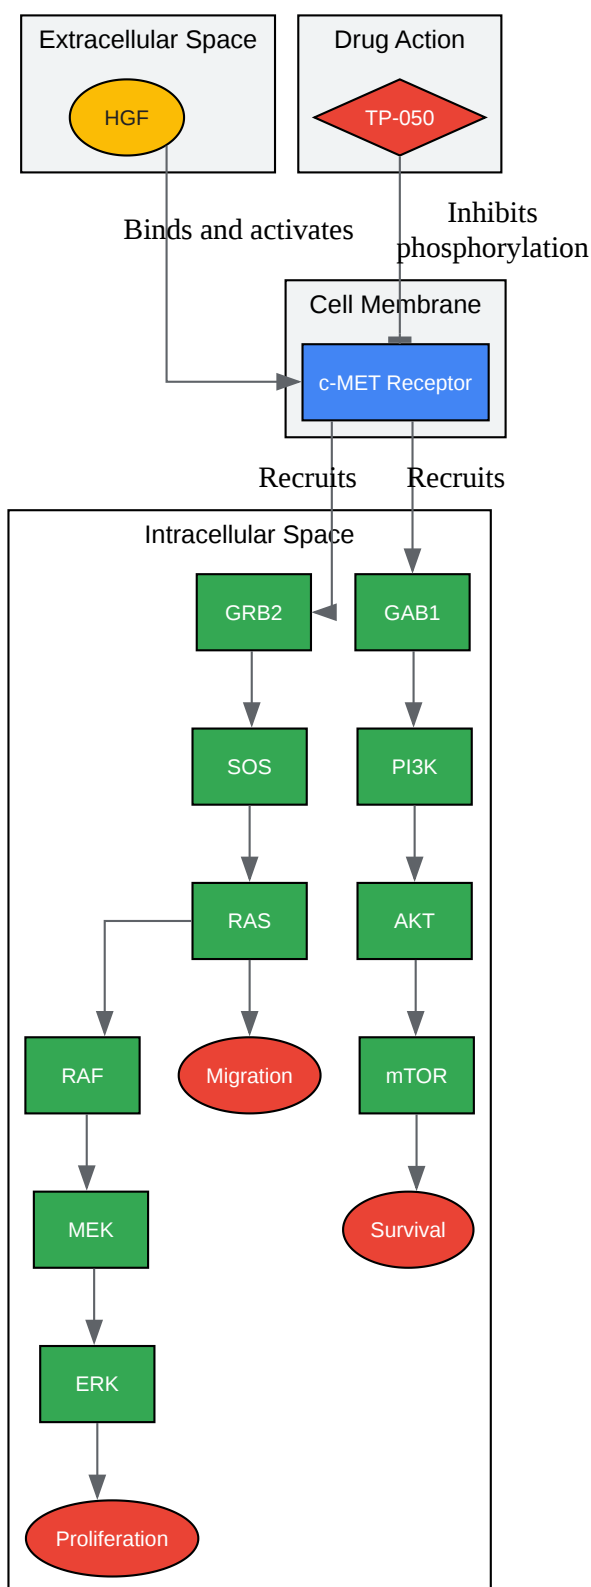 Extracellular Space
Drug Action
HGF
TP-050
Binds and activates
Inhibits
phosphorylation
Cell Membrane
c-MET Receptor
Recruits
Recruits
Intracellular Space
GRB2
GAB1
SOS
PI3K
RAS
AKT
RAF
Migration
mTOR
MEK
Survival
ERK
Proliferation